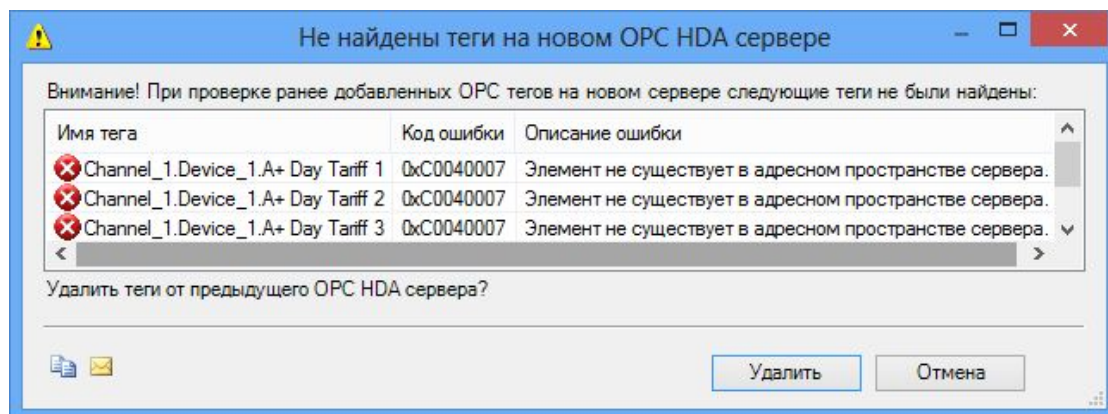 Не найдены теги на новом OPC HDA сервере
Внимание! При проверке ранее добавленных OPC тегов на новом сервере следующие теги не были найдены:
Имя тега Код ошибки Описание ошибки
Channel_1.Device_1.A+ Day Tariff 1 0xC0040007 Элемент не существует в адресном пространстве сервера.
Channel_1.Device_1.A+ Day Tariff 2 0xC0040007 Элемент не существует в адресном пространстве сервера.
Channel_1.Device_1.A+ Day Tariff 3 0xC0040007 Элемент не существует в адресном пространстве сервера.
Удалить теги от предыдущего OPC HDA сервера?
Удалить Отмена